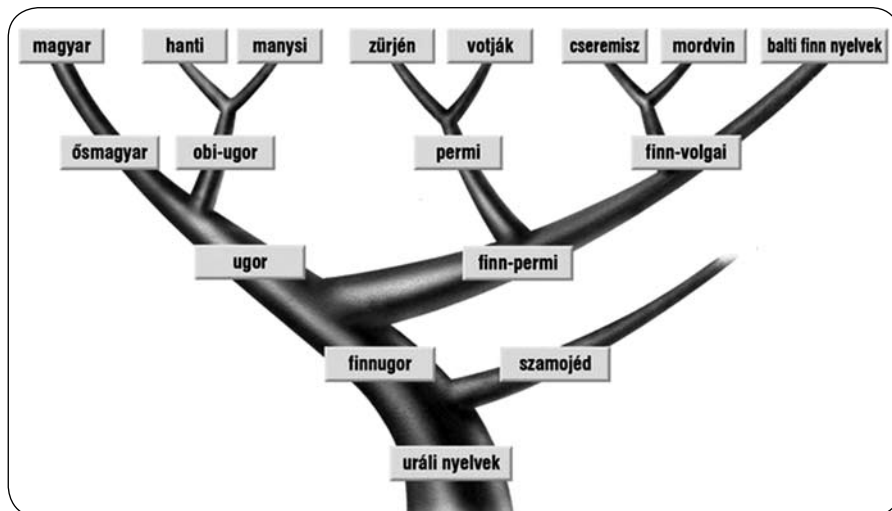 magyar
hanti
manysi
zürjén
votják
cseremisz
mordvin
balti finn nyelvek
ősmagyar
obi-ugor
permi
finn-volgai
ugor
finn-permi
finnugor
szamojéd
uráli nyelvek